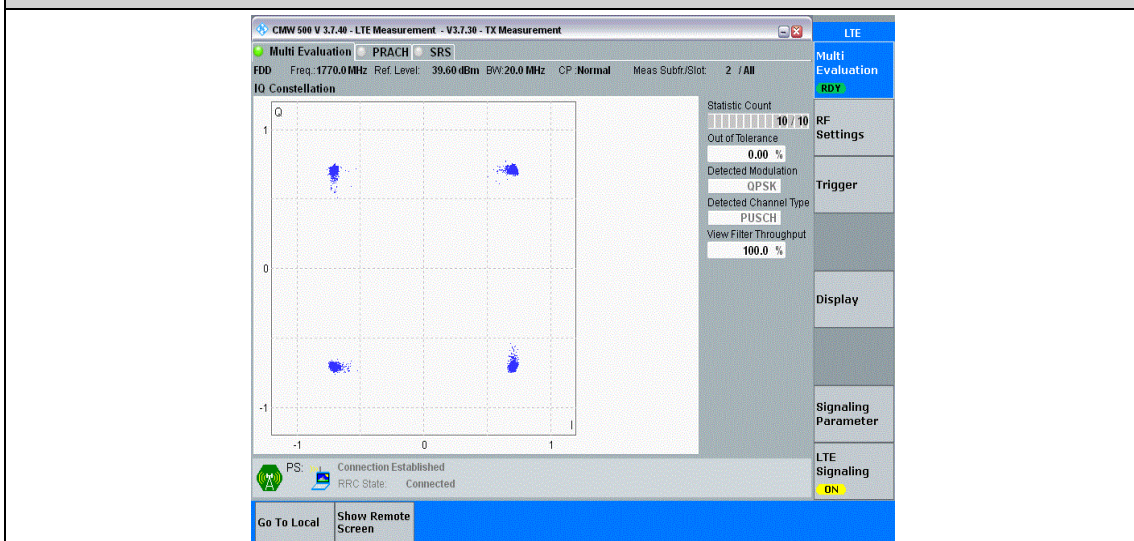 CMW 500 V 3.7.40 - LTE Measurement - V3.7.30 - TX Measurement
LTE
Multi Evaluation PRACH SRS
FDD Freq.:1770.0 MHz Ref. Level: 39.60 dBm BW:20.0 MHz CP :Normal Meas Subfr./Slot: 2 / All
IQ Constellation
Q
1
0
-1
I
-1 0 1
Statistic Count
10 / 10
Out of Tolerance
0.00 %
Detected Modulation
QPSK
Detected Channel Type
PUSCH
View Filter Throughput
100.0 %
Multi
Evaluation
RDY
RF
Settings
Trigger
Display
Signaling
Parameter
LTE
Signaling
ON
PS: Connection Established
RRC State: Connected
Go To Local
Show Remote
Screen